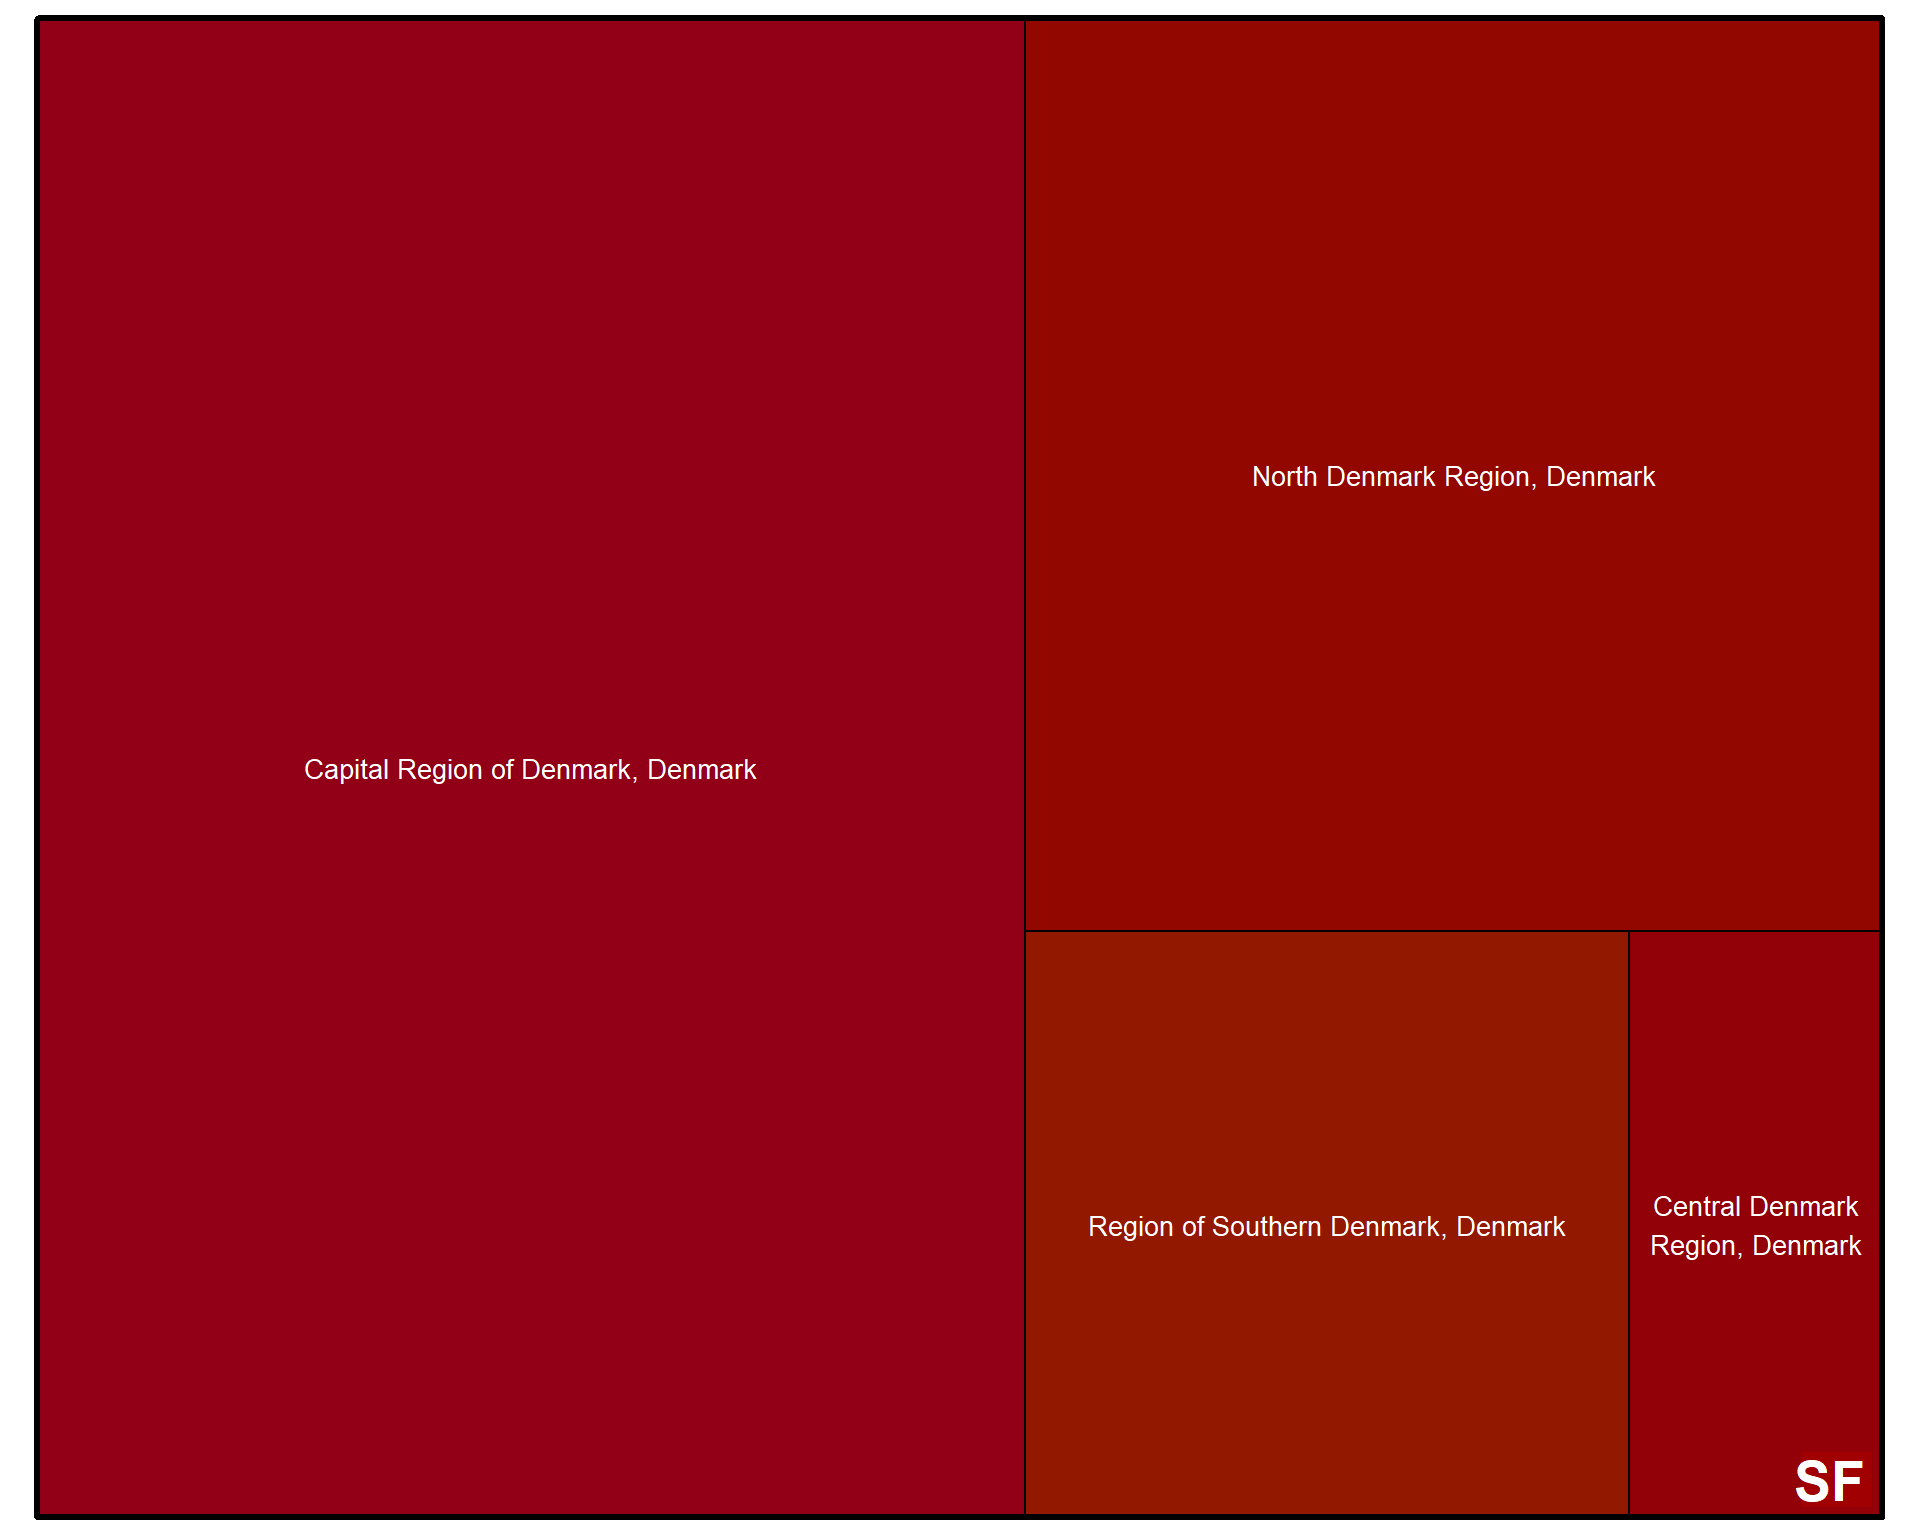 Capital Region of Denmark, Denmark
North Denmark Region, Denmark
Region of Southern Denmark, Denmark
Central Denmark
Region, Denmark
SF